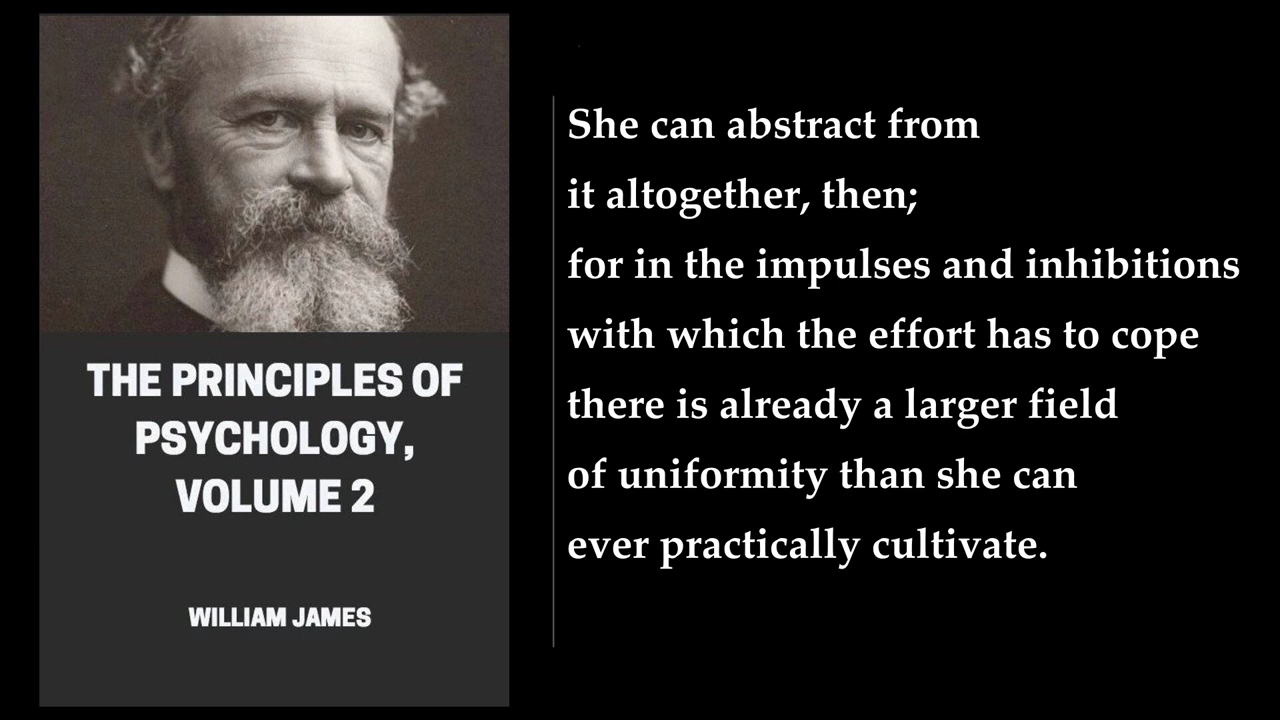 THE PRINCIPLES OF
PSYCHOLOGY,
VOLUME 2
WILLIAM JAMES
She can abstract from
it altogether, then;
for in the impulses and inhibitions
with which the effort has to cope
there is already a larger field
of uniformity than she can
ever practically cultivate.